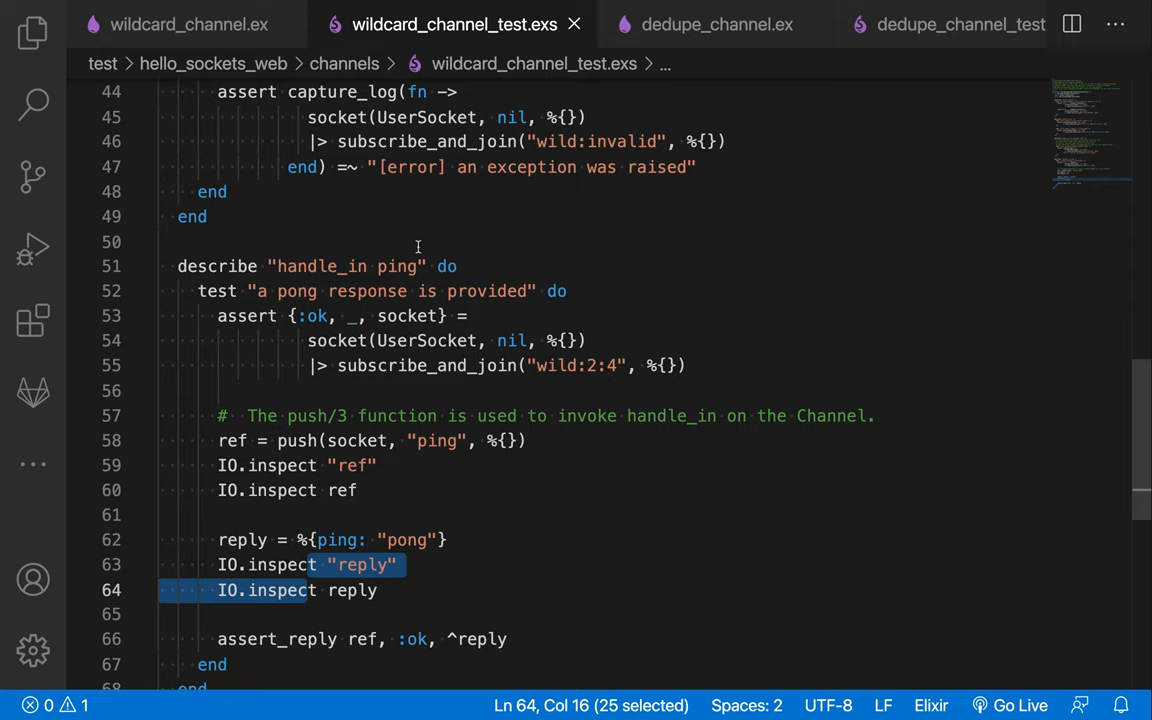 wildcard_channel.ex
wildcard_channel_test.exs
dedupe_channel.ex
dedupe_channel_test
test > hello_sockets_web > channels > wildcard_channel_test.exs > ...
44 assert capture_log(fn ->
45 socket(UserSocket, nil, %{})
46 |> subscribe_and_join("wild:invalid", %{})
47 end) =~ "[error] an exception was raised"
48 end
49 end
50
51 describe "handle_in ping" do
52 test "a pong response is provided" do
53 assert {:ok, _, socket} =
54 socket(UserSocket, nil, %{})
55 |> subscribe_and_join("wild:2:4", %{})
56
57 # The push/3 function is used to invoke handle_in on the Channel.
58 ref = push(socket, "ping", %{})
59 IO.inspect "ref"
60 IO.inspect ref
61
62 reply = %{ping: "pong"}
63 IO.inspect "reply"
64 IO.inspect reply
65
66 assert_reply ref, :ok, ^reply
67 end
68 end
0 1 Ln 64, Col 16 (25 selected) Spaces: 2 UTF-8 LF Elixir Go Live